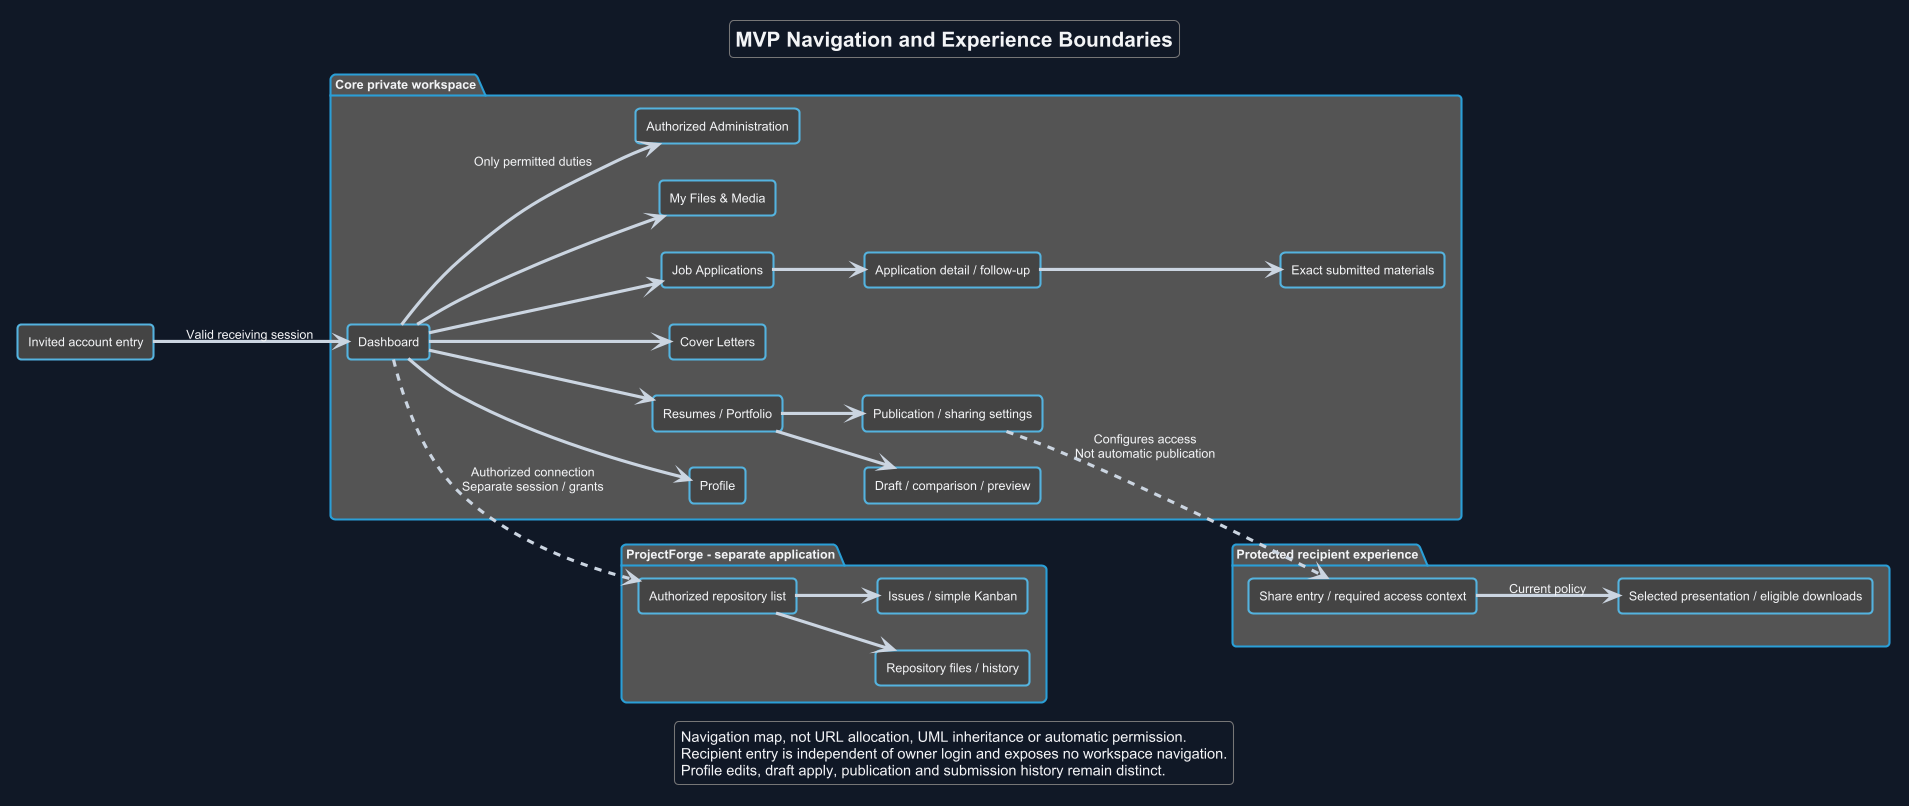 MVP Navigation and Experience Boundaries
Core private workspace
Authorized Administration
Only permitted duties
My Files & Media
Job Applications
Application detail / follow-up
Exact submitted materials
Invited account entry
Valid receiving session
Dashboard
Cover Letters
Resumes / Portfolio
Publication / sharing settings
Configures access
Not automatic publication
Authorized connection
Separate session / grants
Profile
Draft / comparison / preview
ProjectForge - separate application
Authorized repository list
Issues / simple Kanban
Repository files / history
Protected recipient experience
Share entry / required access context
Current policy
Selected presentation / eligible downloads
Navigation map, not URL allocation, UML inheritance or automatic permission.
Recipient entry is independent of owner login and exposes no workspace navigation.
Profile edits, draft apply, publication and submission history remain distinct.